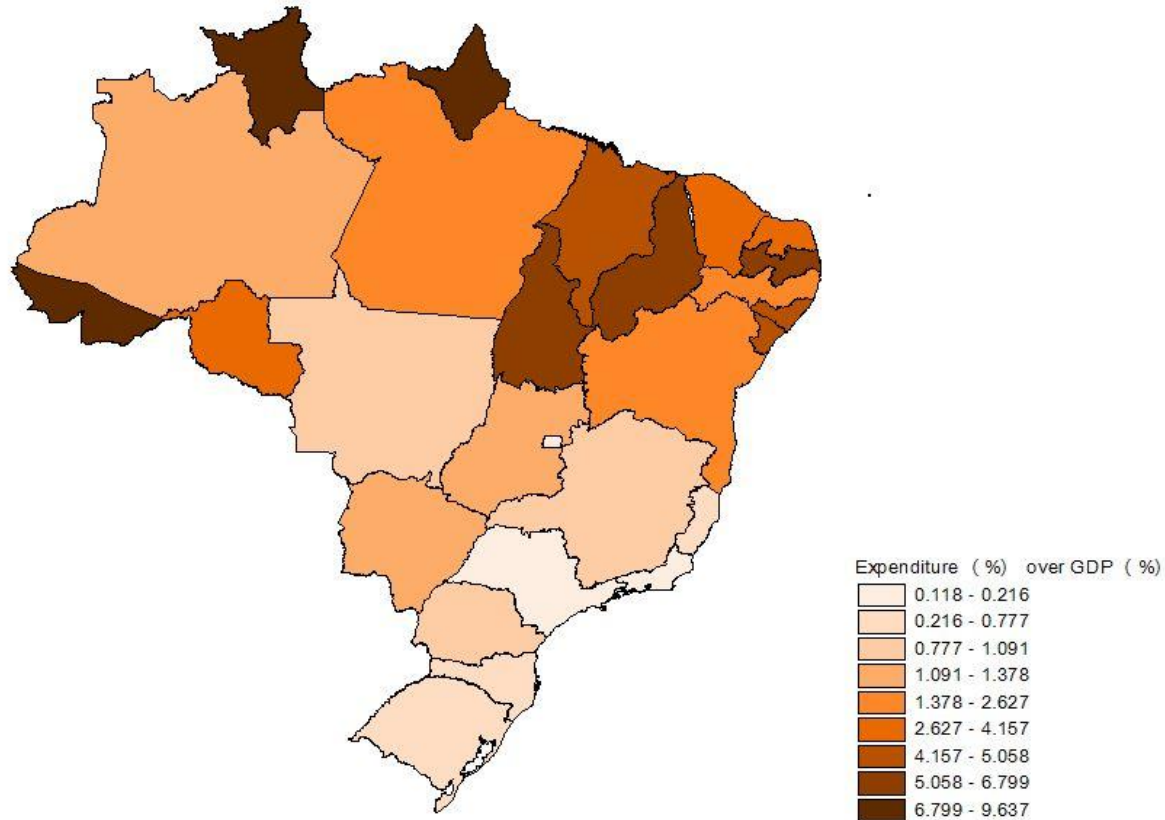 Expenditure ( %) over GDP ( %)
0.118 - 0.216
0.216 - 0.777
0.777 - 1.091
1.091 - 1.378
1.378 - 2.627
2.627 - 4.157
4.157 - 5.058
5.058 - 6.799
6.799 - 9.637